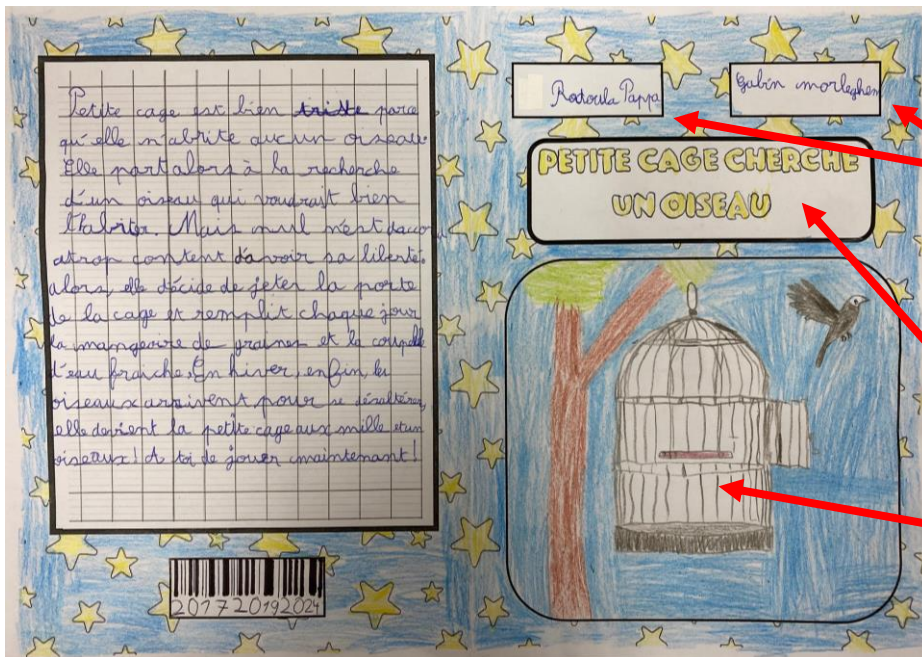 Petite cage est bien triste parce
qu'elle n'abrite aucun oiseau.
Elle part alors à la recherche
d'un oiseau qui voudrait bien
l'habiter. Mais nul n'est d'accord
trop content d'avoir sa liberté.
alors, elle décide de jeter la porte
de la cage et remplit chaque jour
la mangeoire de graines et la coupelle
d'eau fraîche. En hiver, enfin, les
oiseaux arrivent, pour se désaltérer,
elle devient la petite cage aux mille et un
oiseaux! A toi de jouer maintenant!
201720192024
Rodoula Pappa
Gabin morleghem
PETITE CAGE CHERCHE
UN OISEAU